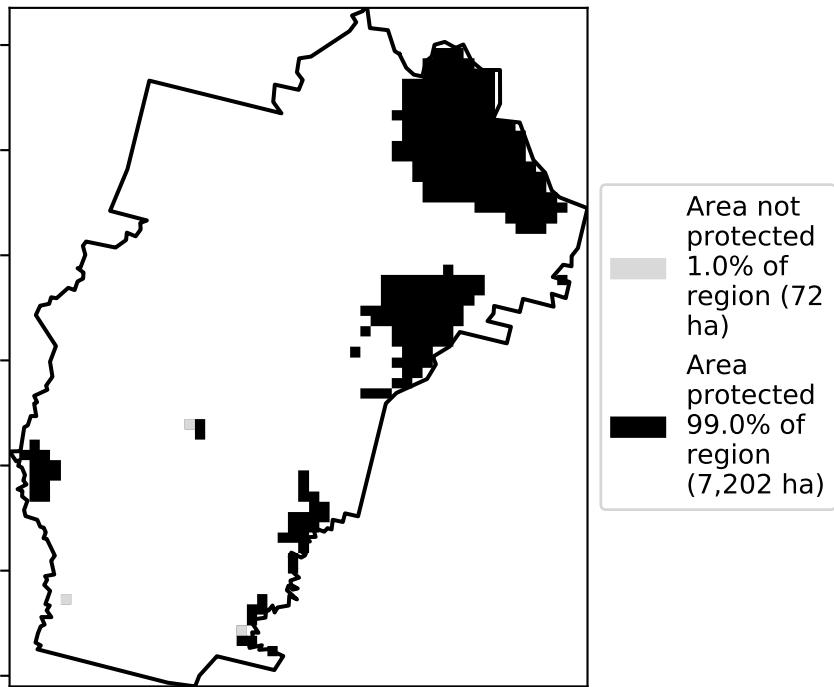 Area not
protected
1.0% of
region (72
ha)
Area
protected
99.0% of
region
(7,202 ha)